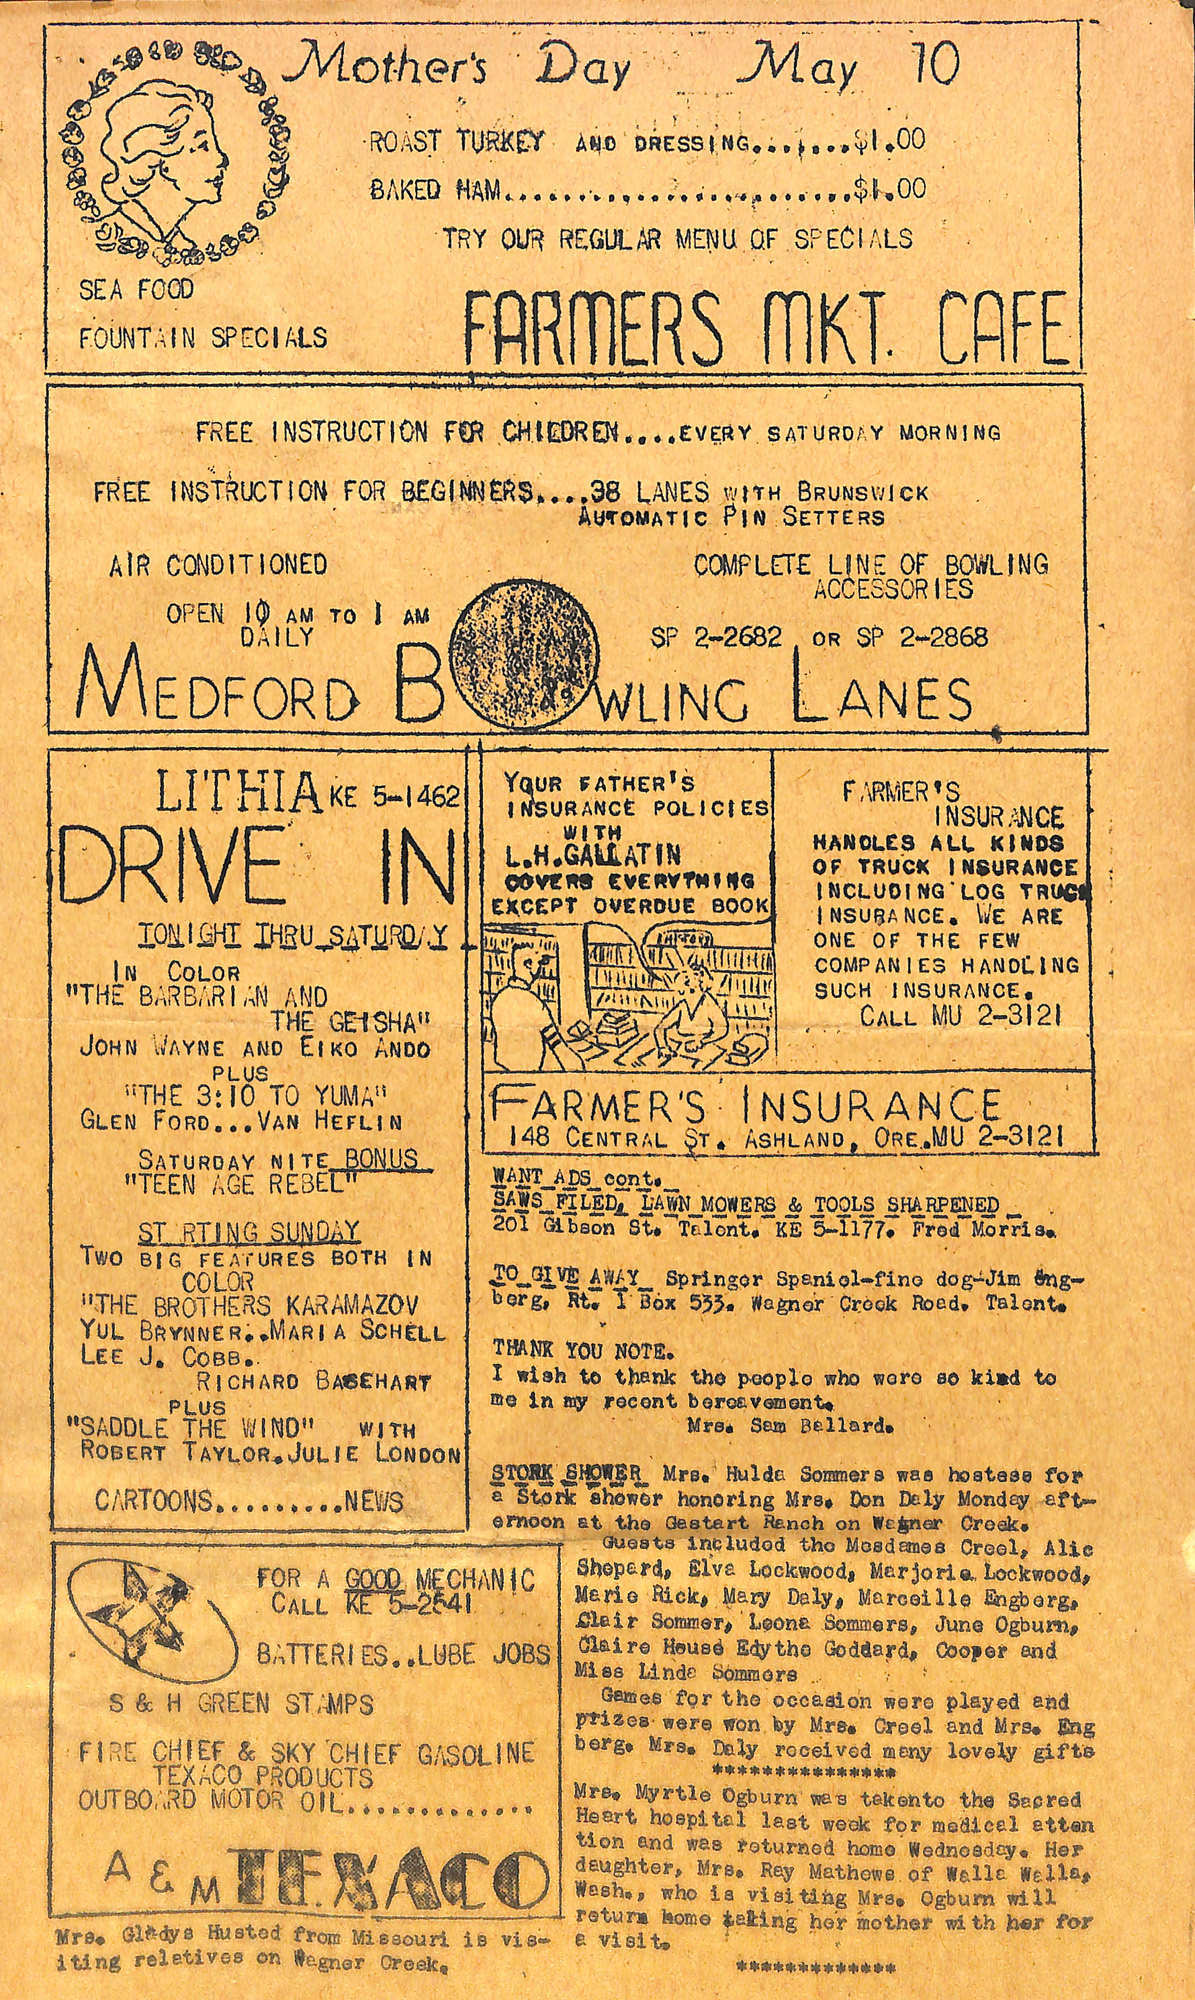 Mother's Day May 10
ROAST TURKEY AND DRESSING.......$1.00
BAKED HAM........................$1.00
TRY OUR REGULAR MENU OF SPECIALS
SEA FOOD
FOUNTAIN SPECIALS
FARMERS MKT. CAFE
FREE INSTRUCTION FOR CHILDREN....EVERY SATURDAY MORNING
FREE INSTRUCTION FOR BEGINNERS....38 LANES WITH BRUNSWICK
AUTOMATIC PIN SETTERS
AIR CONDITIONED
COMPLETE LINE OF BOWLING
ACCESSORIES
OPEN 10 AM TO 1 AM
DAILY
SP 2-2682 OR SP 2-2868
MEDFORD BOWLING LANES
LITHIA KE 5-1462
DRIVE IN
TONIGHT THRU SATURDAY
IN COLOR
"THE BARBARIAN AND
THE GEISHA"
JOHN WAYNE AND EIKO ANDO
PLUS
"THE 3:10 TO YUMA"
GLEN FORD...VAN HEFLIN
SATURDAY NITE BONUS
"TEEN AGE REBEL"
ST RTING SUNDAY
TWO BIG FEATURES BOTH IN
COLOR
"THE BROTHERS KARAMAZOV
YUL BRYNNER..MARIA SCHELL
LEE J. COBB..
RICHARD BASEHART
PLUS
"SADDLE THE WIND" WITH
ROBERT TAYLOR.JULIE LONDON
CARTOONS.........NEWS
YOUR FATHER'S
INSURANCE POLICIES
WITH
L.H.GALLATIN
COVERS EVERYTHING
EXCEPT OVERDUE BOOK
HISTORY
FARMER'S
INSURANCE
HANDLES ALL KINDS
OF TRUCK INSURANCE
INCLUDING LOG TRUCK
INSURANCE. WE ARE
ONE OF THE FEW
COMPANIES HANDLING
SUCH INSURANCE.
CALL MU 2-3121
FARMER'S INSURANCE
148 CENTRAL ST. ASHLAND, ORE.MU 2-3121
WANT ADS cont.
SAWS FILED, LAWN MOWERS & TOOLS SHARPENED
201 Gibson St. Talent. KE 5-1177. Fred Morris.
TO GIVE AWAY Springer Spaniel-fine dog-Jim Eng-
berg, Rt. 1 Box 533. Wagner Creek Road. Talent.
THANK YOU NOTE.
I wish to thank the people who were so kind to
me in my recent bereavement.
Mrs. Sam Ballard.
STORK SHOWER Mrs. Hulda Sommers was hostess for
a Stork shower honoring Mrs. Don Daly Monday aft-
ernoon at the Gastart Ranch on Wagner Creek.
Guests included the Mesdames Creel, Alic
Shepard, Elva Lockwood, Marjorie Lockwood,
Marie Rick, Mary Daly, Marceille Engberg,
Clair Sommer, Leona Sommers, June Ogburn,
Claire House Edythe Goddard, Cooper and
Miss Linda Sommers
Games for the occasion were played and
prizes were won by Mrs. Creel and Mrs. Eng
berg. Mrs. Daly received many lovely gifts
***************
Mrs. Myrtle Ogburn was takento the Sacred
Heart hospital last week for medical atten
tion and was returned home Wednesday. Her
daughter, Mrs. Ray Mathews of Walla Walla,
Wash., who is visiting Mrs. Ogburn will
return home taking her mother with her for
a visit.
*************
FOR A GOOD MECHANIC
CALL KE 5-2541
BATTERIES..LUBE JOBS
S & H GREEN STAMPS
FIRE CHIEF & SKY CHIEF GASOLINE
TEXACO PRODUCTS
OUTBOARD MOTOR OIL.............
A & M TEXACO
Mrs. Gladys Husted from Missouri is vis-
iting relatives on Wagner Creek.